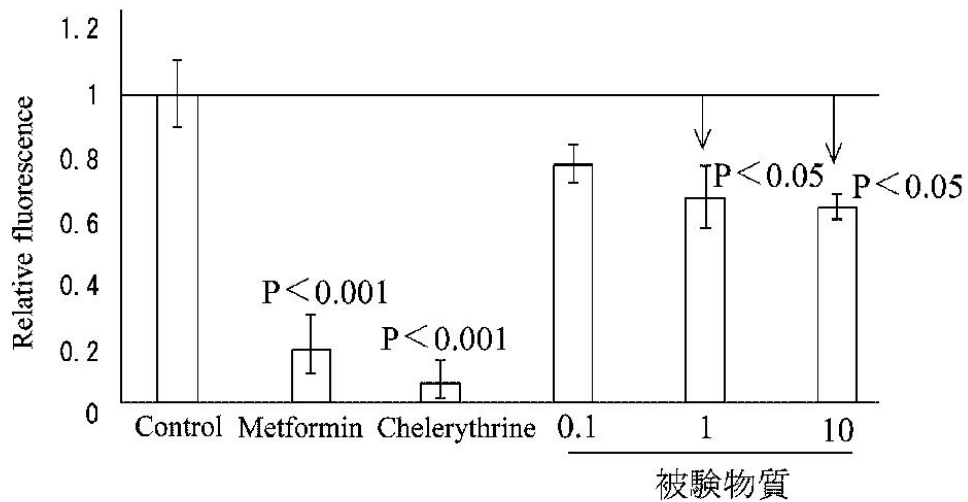 Relative fluorescence
1.2
1
0.8
0.6
0.4
0.2
0
P<0.001
P<0.001
P<0.05
P<0.05
Control Metformin Chelerythrine 0.1 1 10
被験物質